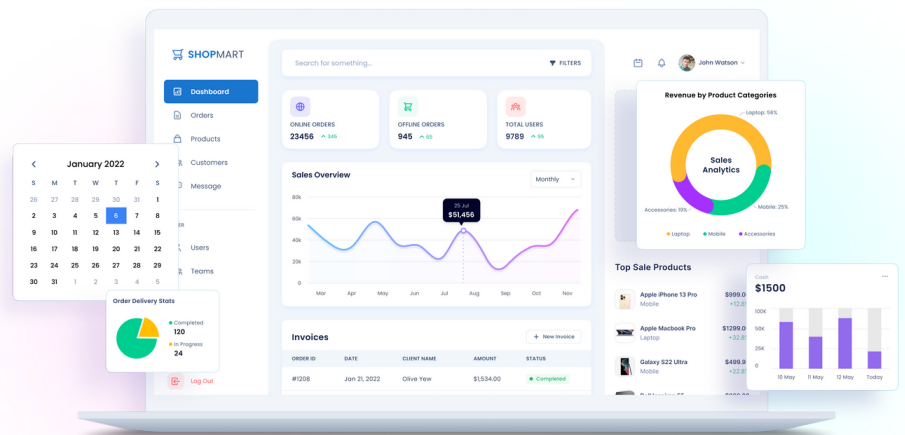 SHOPMART
Search for something...
FILTERS
John Watson
Dashboard
Orders
Products
Customers
Message
Users
Teams
Log Out
January 2022
S M T W T F S
26 27 28 29 30 31 1
2 3 4 5 6 7 8
9 10 11 12 13 14 15
16 17 18 19 20 21 22
23 24 25 26 27 28 29
30 31 1 2 3 4 5
Order Delivery Stats
Completed
120
In Progress
24
ONLINE ORDERS
23456 345
OFFLINE ORDERS
945
TOTAL USERS
9789
Sales Overview
Monthly
80k
60k
40k
20k
0
25 Jul
$51,456
Mar Apr May Jun Jul Aug Sep Oct Nov
Invoices
+ New Invoice
ORDER ID DATE CLIENT NAME AMOUNT STATUS
#1208 Jan 21, 2022 Olive Yew $1,534.00 Completed
Revenue by Product Categories
Laptop: 56%
Sales
Analytics
Accessories: 19%
Mobile: 25%
Laptop Mobile Accessories
Top Sale Products
Apple iPhone 13 Pro
Mobile
Apple Macbook Pro
Laptop
Galaxy S22 Ultra
Mobile
Cash
$1500
100K
50K
25K
0
10 May 11 May 12 May Today